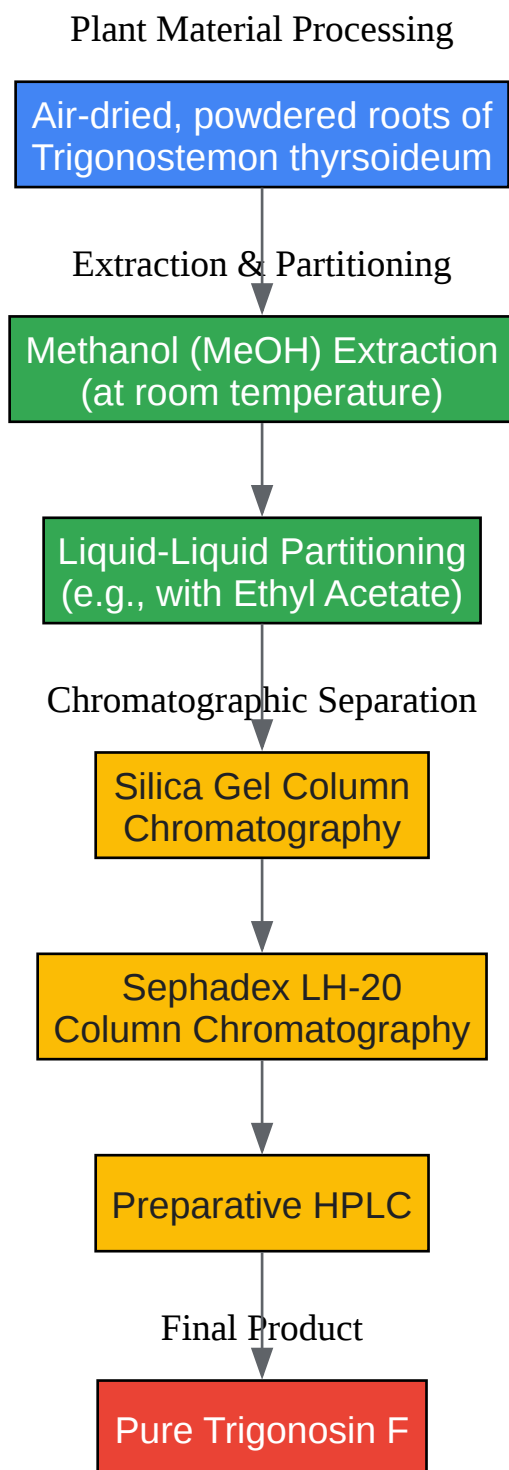 Plant Material Processing
Air-dried, powdered roots of
Trigonostemon thyrsoideum
Extraction & Partitioning
Methanol (MeOH) Extraction
(at room temperature)
Liquid-Liquid Partitioning
(e.g., with Ethyl Acetate)
Chromatographic Separation
Silica Gel Column
Chromatography
Sephadex LH-20
Column Chromatography
Preparative HPLC
Final Product
Pure Trigonosin F